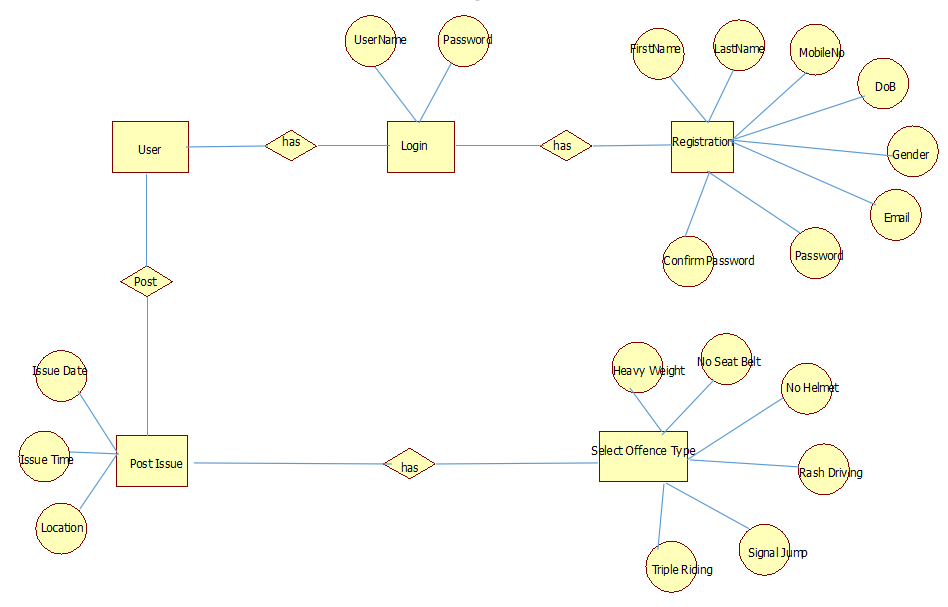 UserName
Password
FirstName
LastName
MobileNo
DoB
Gender
Email
Password
ConfirmPassword
User
has
Login
has
Registration
Post
Issue Date
Issue Time
Location
Post Issue
has
Select Offence Type
Heavy Weight
No Seat Belt
No Helmet
Rash Driving
Signal Jump
Triple Riding